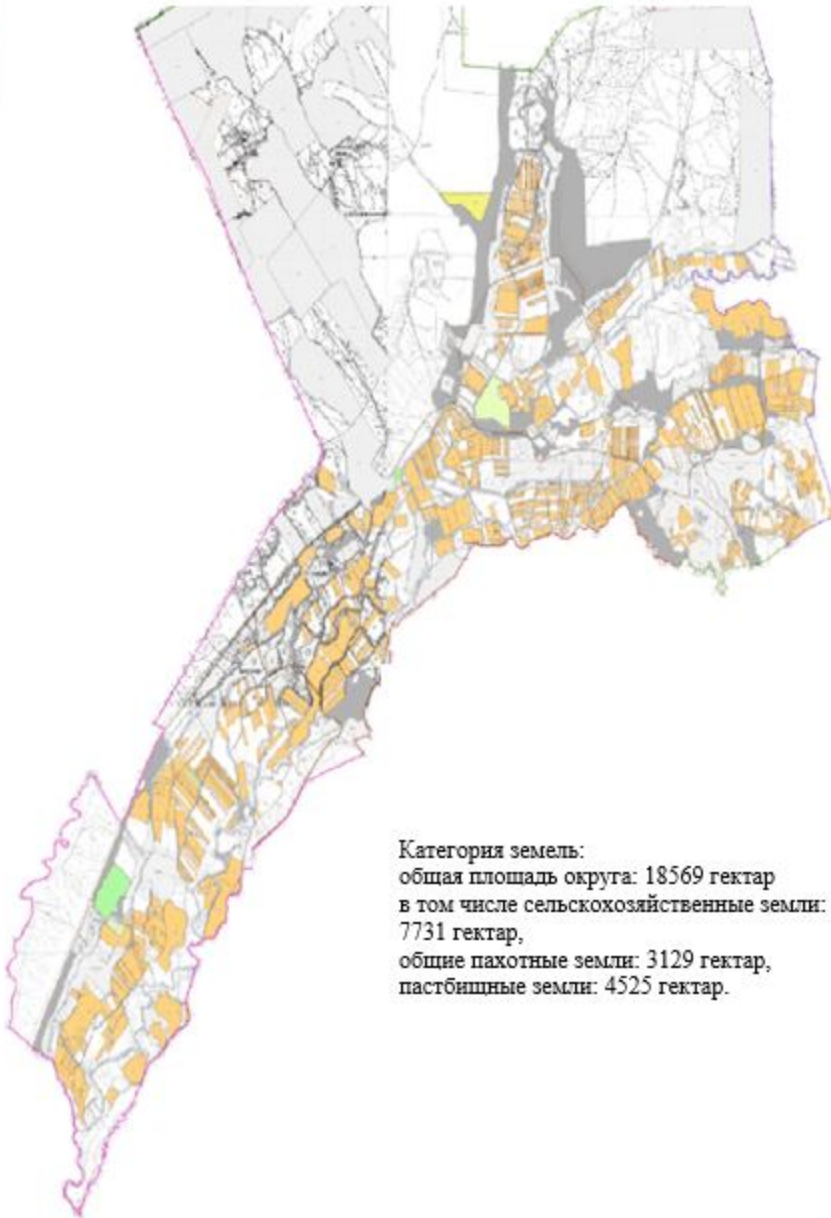 Категория земель:
общая площадь округа: 18569 гектар
в том числе сельскохозяйственные земли:
7731 гектар,
общие пахотные земли: 3129 гектар,
пастбищные земли: 4525 гектар.